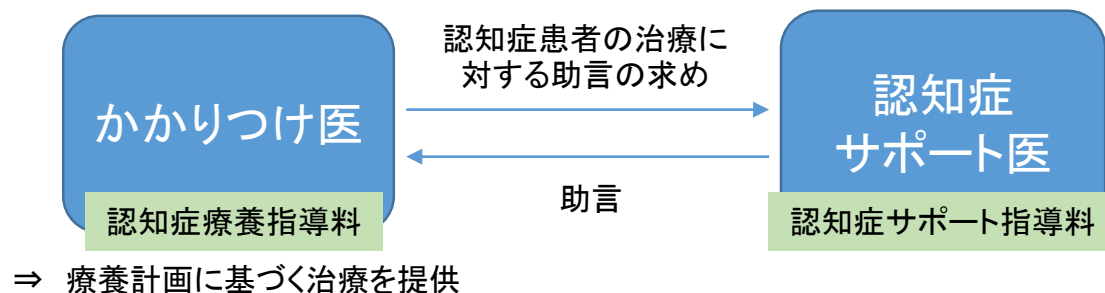 認知症患者の治療に
対する助言の求め
かかりつけ医
認知症
サポート医
助言
認知症療養指導料
認知症サポート指導料
⇒ 療養計画に基づく治療を提供